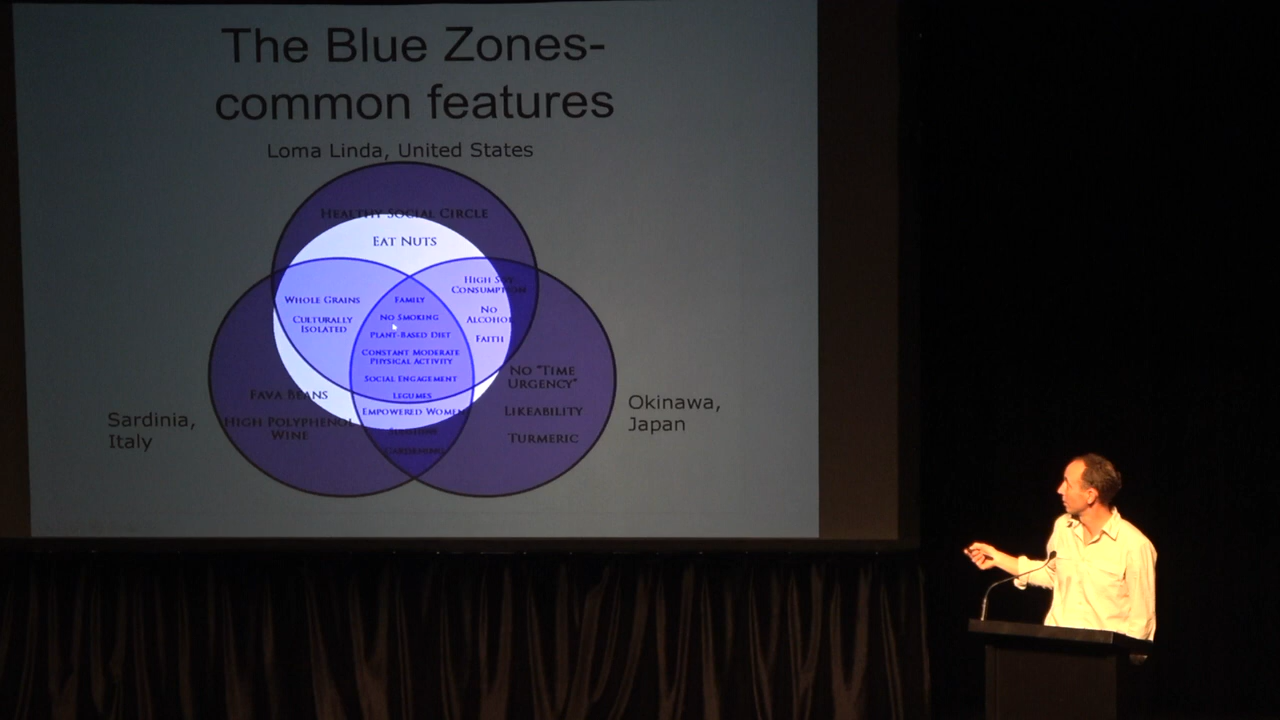 The Blue Zones-
common features
Loma Linda, United States
HEALTHY SOCIAL CIRCLE
EAT NUTS
WHOLE GRAINS
CULTURALLY
ISOLATED
FAMILY
NO SMOKING
PLANT-BASED DIET
CONSTANT MODERATE
PHYSICAL ACTIVITY
SOCIAL ENGAGEMENT
LEGUMES
HIGH SOY
CONSUMPTION
NO
ALCOHOL
FAITH
FAVA BEANS
HIGH POLYPHENOL
WINE
EMPOWERED WOMEN
SUNSHINE
GARDENING
NO "TIME
URGENCY"
LIKEABILITY
TURMERIC
Sardinia,
Italy
Okinawa,
Japan